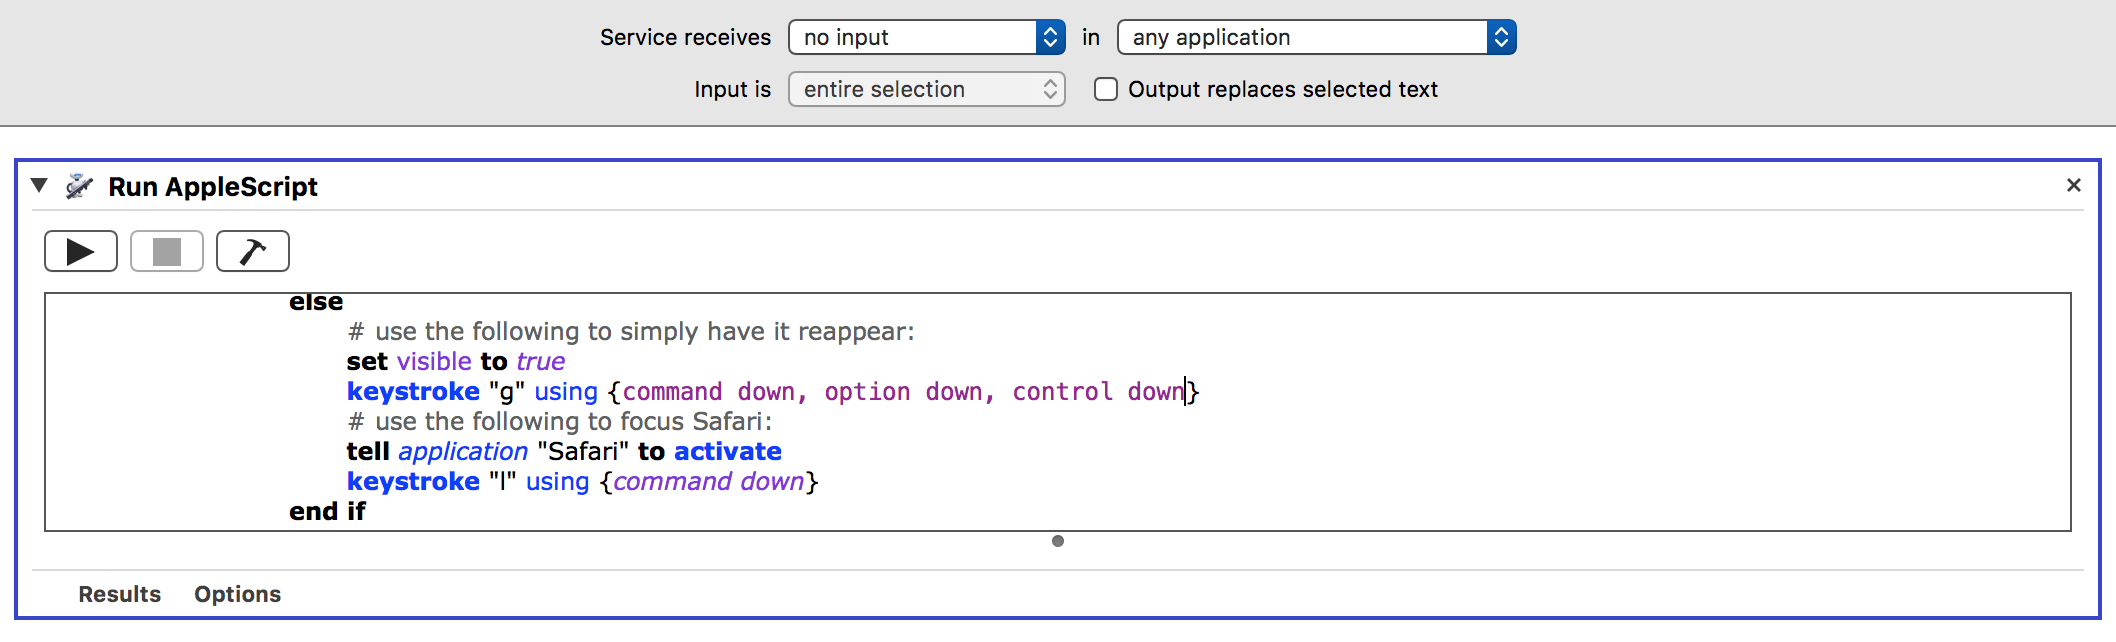 Service receives no input in any application
Input is entire selection Output replaces selected text
Run AppleScript
else
# use the following to simply have it reappear:
set visible to true
keystroke "g" using {command down, option down, control down}
# use the following to focus Safari:
tell application "Safari" to activate
keystroke "l" using {command down}
end if
Results Options